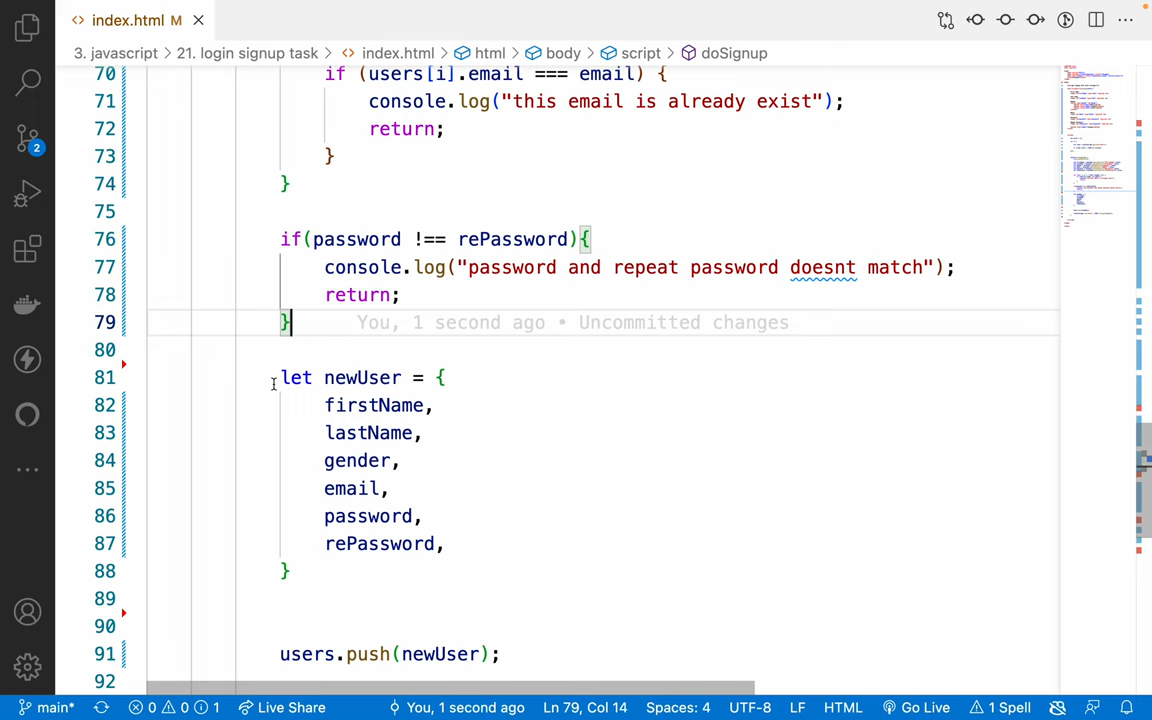 <> index.html M ×
3. javascript > 21. login signup task > <> index.html > html > body > script > doSignup
70 if (users[i].email === email) {
71 console.log("this email is already exist");
72 return;
73 }
74 }
75
76 if(password !== rePassword){
77 console.log("password and repeat password doesnt match");
78 return;
79 } You, 1 second ago • Uncommitted changes
80
81 let newUser = {
82 firstName,
83 lastName,
84 gender,
85 email,
86 password,
87 rePassword,
88 }
89
90
91 users.push(newUser);
92
2
main* 0 0 1 Live Share You, 1 second ago Ln 79, Col 14 Spaces: 4 UTF-8 LF HTML Go Live 1 Spell